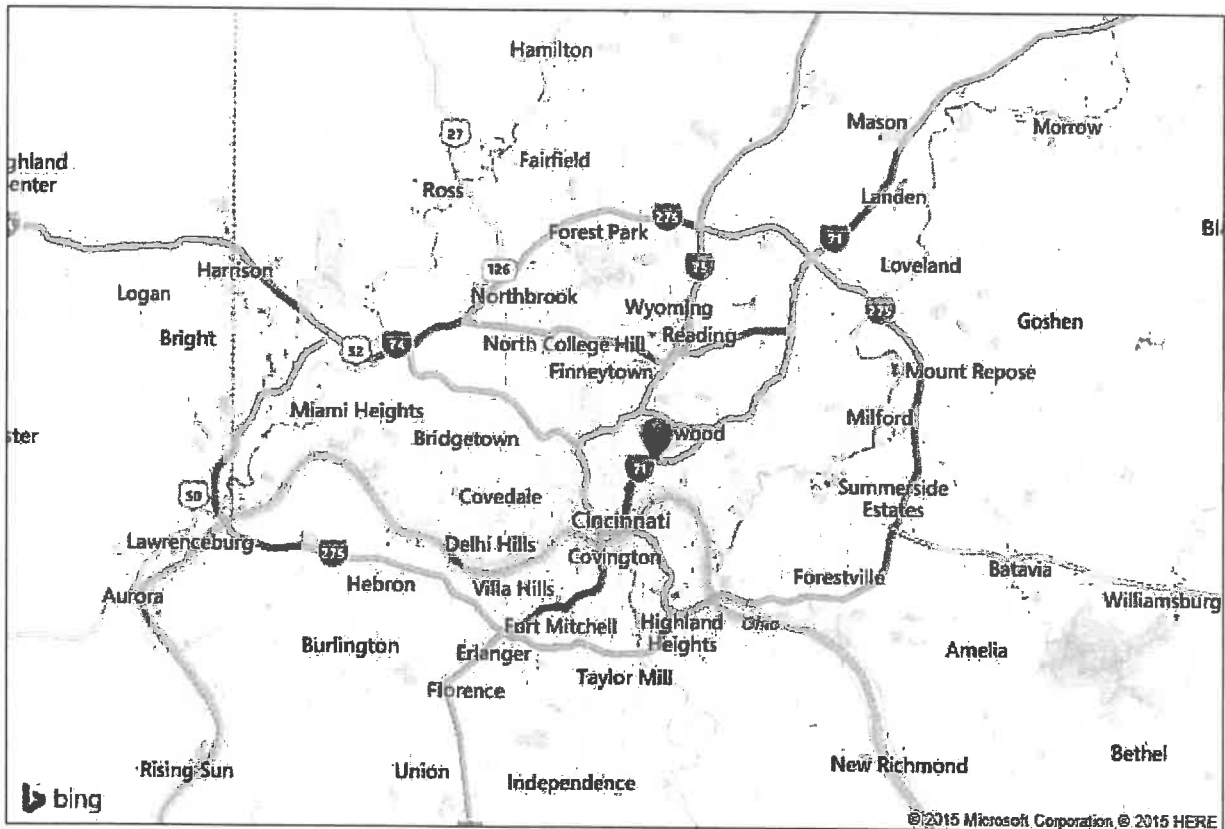 Hamilton
Mason
Morrow
27
Fairfield
ghland
enter
Ross
Landen
275
Forest Park
71
Harrison
126
75
Loveland
Logan
Northbrook
Wyoming
275
Goshen
Bright
52
74
North College Hill
Reading
Finneytown
Mount Repose
Miami Heights
Milford
ster
Bridgetown
wood
71
50
Covedale
Summerside
Estates
Cincinnati
Lawrenceburg
275
Delhi Hills
Covington
Hebron
Villa Hills
Forestville
Batavia
Aurora
Williamsburg
Fort Mitchell
Highland
Heights
Ohio
Burlington
Erlanger
Amelia
Florence
Taylor Mill
Rising Sun
Union
Independence
New Richmond
Bethel
bing
© 2015 Microsoft Corporation © 2015 HERE